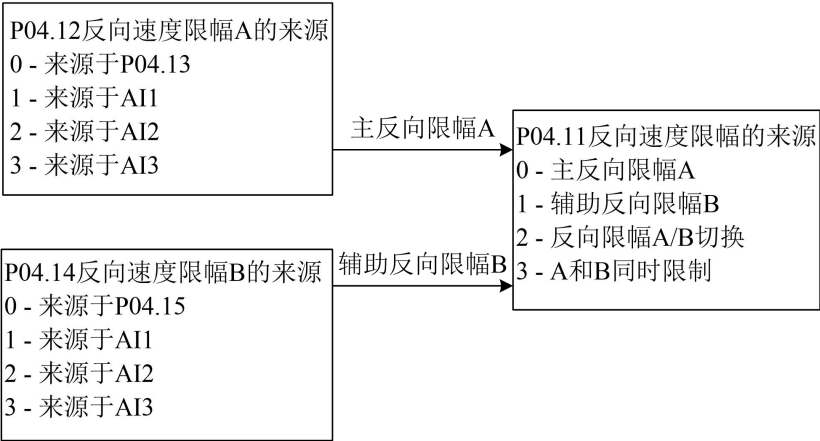 P04.12反向速度限幅A的来源
0 - 来源于P04.13
1 - 来源于AI1
2 - 来源于AI2
3 - 来源于AI3
主反向限幅A
P04.14反向速度限幅B的来源
0 - 来源于P04.15
1 - 来源于AI1
2 - 来源于AI2
3 - 来源于AI3
辅助反向限幅B
P04.11反向速度限幅的来源
0 - 主反向限幅A
1 - 辅助反向限幅B
2 - 反向限幅A/B切换
3 - A和B同时限制